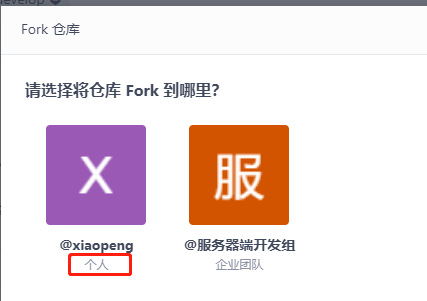 develop
Fork 仓库
请选择将仓库 Fork 到哪里?
X
服
@xiaopeng
@服务器端开发组
个人
企业团队